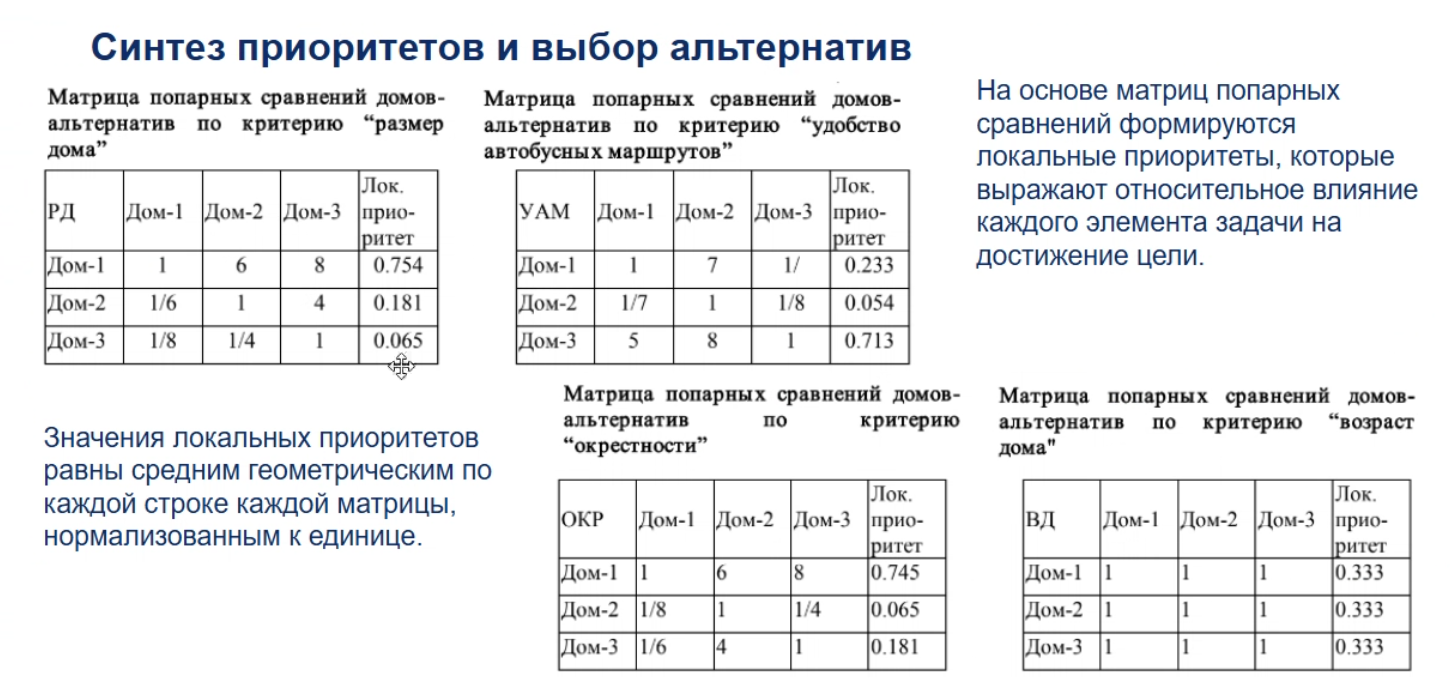 Синтез приоритетов и выбор альтернатив
Матрица попарных сравнений домов-
альтернатив по критерию “размер
дома”
РД Дом-1 Дом-2 Дом-3 Лок.
прио-
ритет
Дом-1 1 6 8 0.754
Дом-2 1/6 1 4 0.181
Дом-3 1/8 1/4 1 0.065
Матрица попарных сравнений домов-
альтернатив по критерию “удобство
автобусных маршрутов”
УАМ Дом-1 Дом-2 Дом-3 Лок.
прио-
ритет
Дом-1 1 7 1/ 0.233
Дом-2 1/7 1 1/8 0.054
Дом-3 5 8 1 0.713
На основе матриц попарных
сравнений формируются
локальные приоритеты, которые
выражают относительное влияние
каждого элемента задачи на
достижение цели.
Значения локальных приоритетов
равны средним геометрическим по
каждой строке каждой матрицы,
нормализованным к единице.
Матрица попарных сравнений домов-
альтернатив по критерию
“окрестности”
ОКР Дом-1 Дом-2 Дом-3 Лок.
прио-
ритет
Дом-1 1 6 8 0.745
Дом-2 1/8 1 1/4 0.065
Дом-3 1/6 4 1 0.181
Матрица попарных сравнений домов-
альтернатив по критерию “возраст
дома"
ВД Дом-1 Дом-2 Дом-3 Лок.
прио-
ритет
Дом-1 1 1 1 0.333
Дом-2 1 1 1 0.333
Дом-3 1 1 1 0.333